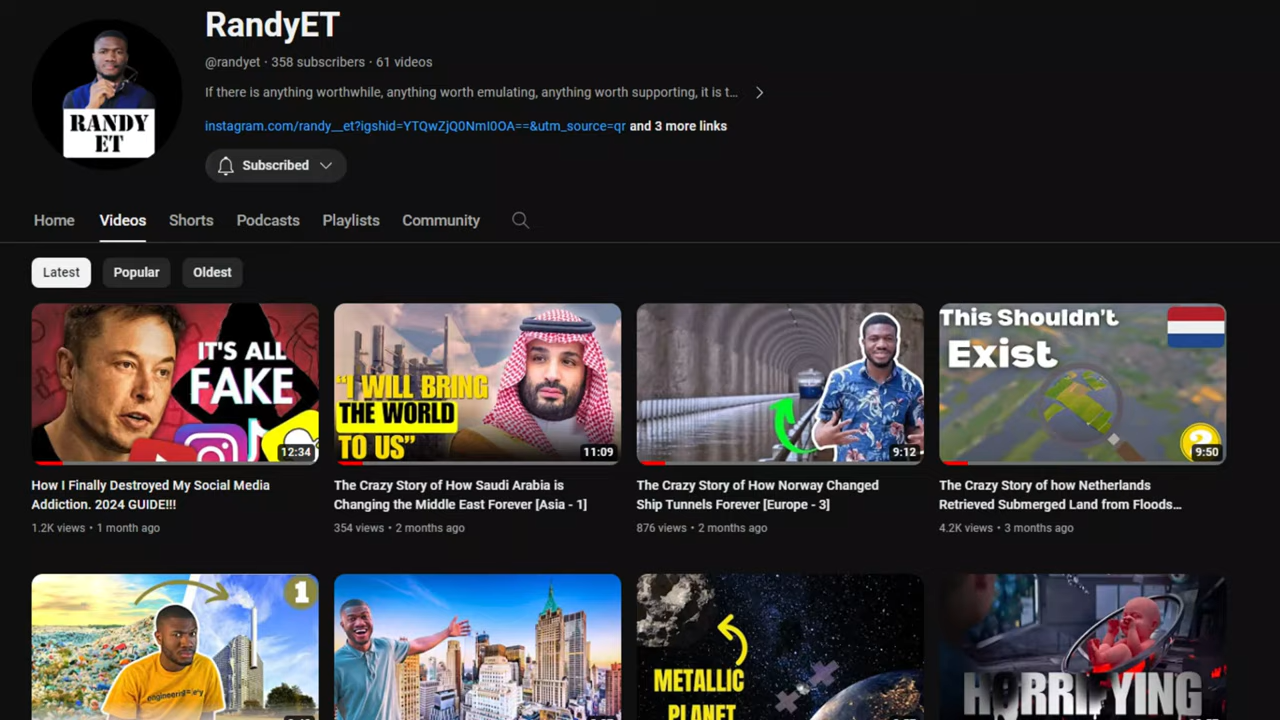 RandyET
@randyet · 358 subscribers · 61 videos
If there is anything worthwhile, anything worth emulating, anything worth supporting, it is t...
instagram.com/randy__et?igshid=YTQwZjQ0NmI0OA==&utm_source=qr and 3 more links
RANDY
ET
Subscribed
Home Videos Shorts Podcasts Playlists Community
Latest Popular Oldest
IT'S ALL
FAKE
12:34
"I WILL BRING
THE WORLD
TO US"
11:09
9:12
This Shouldn't
Exist
?
9:50
How I Finally Destroyed My Social Media
Addiction. 2024 GUIDE!!!
1.2K views · 1 month ago
The Crazy Story of How Saudi Arabia is
Changing the Middle East Forever [Asia - 1]
354 views · 2 months ago
The Crazy Story of How Norway Changed
Ship Tunnels Forever [Europe - 3]
876 views · 2 months ago
The Crazy Story of how Netherlands
Retrieved Submerged Land from Floods...
4.2K views · 3 months ago
1
METALLIC
PLANET
HORRIFYING